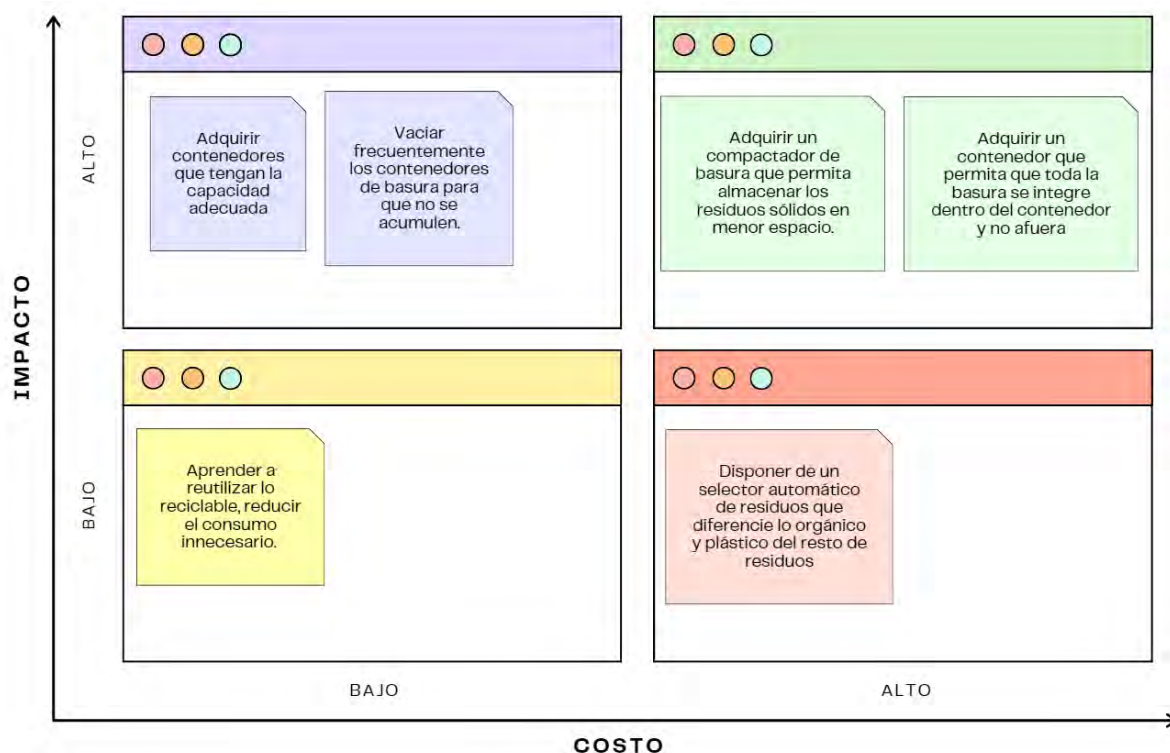 IMPACTO
ALTO
Adquirir
contenedores
que tengan la
capacidad
adecuada
Vaciar
frecuentemente
los contenedores
de basura para
que no se
acumulen.
Adquirir un
compactador de
basura que permita
almacenar los
residuos sólidos en
menor espacio.
Adquirir un
contenedor que
permita que toda la
basura se integre
dentro del contenedor
y no afuera
BAJO
Aprender a
reutilizar lo
reciclable, reducir
el consumo
innecesario.
Disponer de un
selector automático
de residuos que
diferencie lo orgánico
y plástico del resto de
residuos
BAJO
ALTO
COSTO